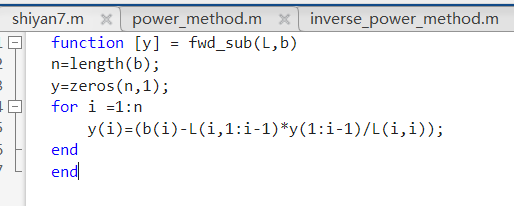 shiyan7.m × power_method.m × inverse_power_method.m
function [y] = fwd_sub(L,b)
n=length(b);
y=zeros(n,1);
for i =1:n
y(i)=(b(i)-L(i,1:i-1)*y(1:i-1)/L(i,i));
end
end